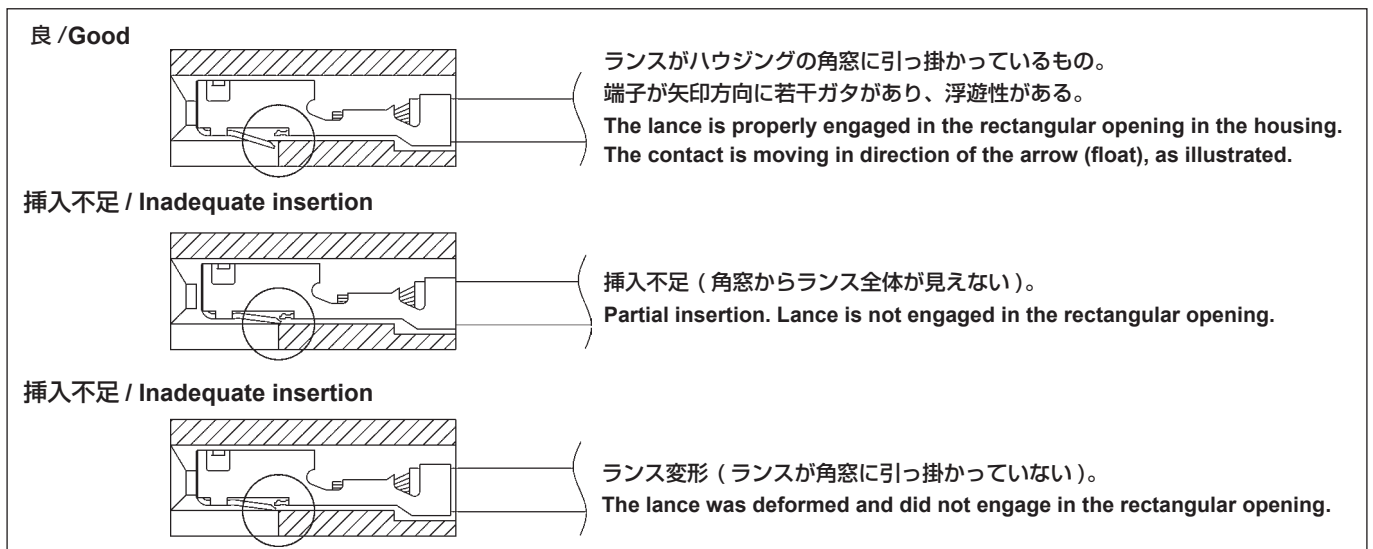 良 /Good
ランスがハウジングの角窓に引っ掛かっているもの。
端子が矢印方向に若干ガタがあり、浮遊性がある。
The lance is properly engaged in the rectangular opening in the housing.
The contact is moving in direction of the arrow (float), as illustrated.
挿入不足 / Inadequate insertion
挿入不足 ( 角窓からランス全体が見えない )。
Partial insertion. Lance is not engaged in the rectangular opening.
挿入不足 / Inadequate insertion
ランス変形 ( ランスが角窓に引っ掛かっていない )。
The lance was deformed and did not engage in the rectangular opening.